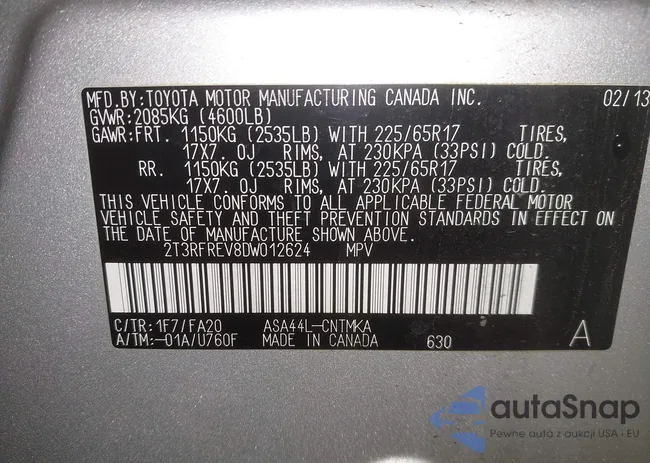 MFD.BY:TOYOTA MOTOR MANUFACTURING CANADA INC. 02/13
GVWR:2085KG (4600LB)
GAWR:FRT. 1150KG (2535LB) WITH 225/65R17 TIRES,
17X7.0J RIMS, AT 230KPA (33PSI) COLD.
RR. 1150KG (2535LB) WITH 225/65R17 TIRES,
17X7.0J RIMS, AT 230KPA (33PSI) COLD.
THIS VEHICLE CONFORMS TO ALL APPLICABLE FEDERAL MOTOR
VEHICLE SAFETY AND THEFT PREVENTION STANDARDS IN EFFECT ON
THE DATE OF MANUFACTURE SHOWN ABOVE.
2T3RFREV8DW012624 MPV
C/TR:1F7/FA20 ASA44L-CNTMKA
A/TM:-01A/U760F MADE IN CANADA 630 A
autaSnap
Pewne auta z aukcji USA - EU